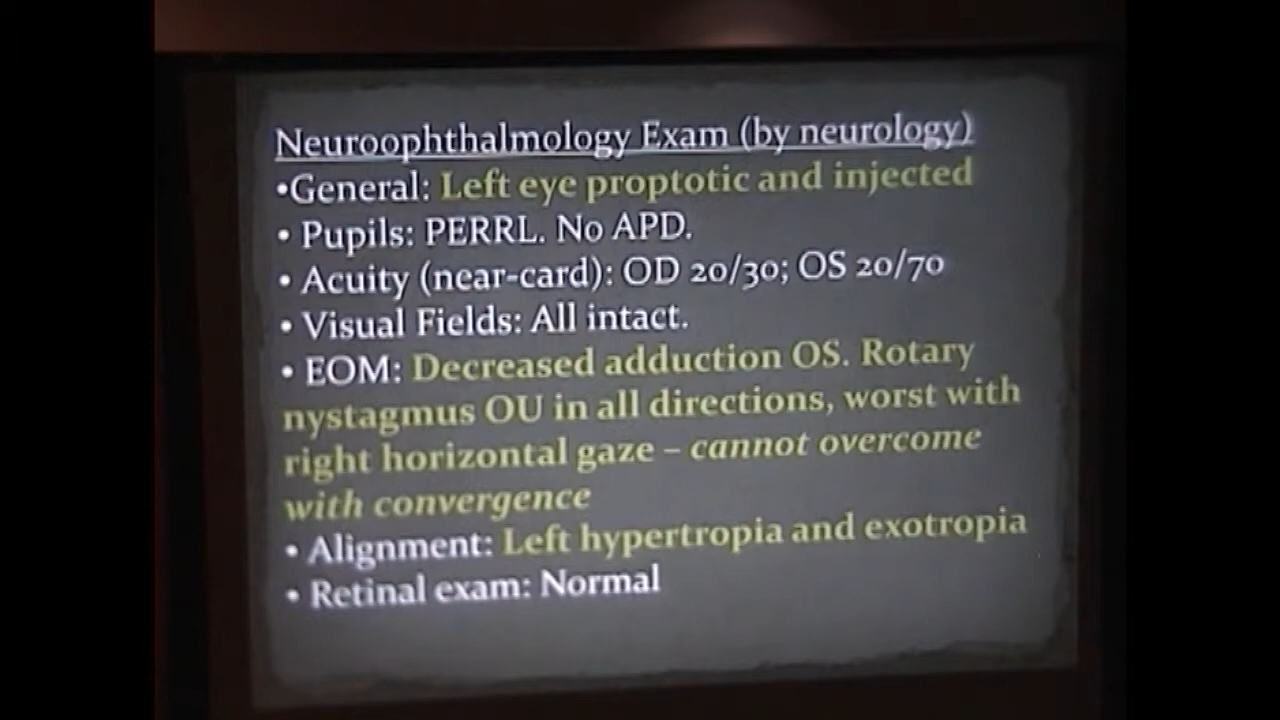 Neuroophthalmology Exam (by neurology)
•General: Left eye proptotic and injected
• Pupils: PERRL. No APD.
• Acuity (near-card): OD 20/30; OS 20/70
• Visual Fields: All intact.
• EOM: Decreased adduction OS. Rotary
nystagmus OU in all directions, worst with
right horizontal gaze – cannot overcome
with convergence
• Alignment: Left hypertropia and exotropia
• Retinal exam: Normal